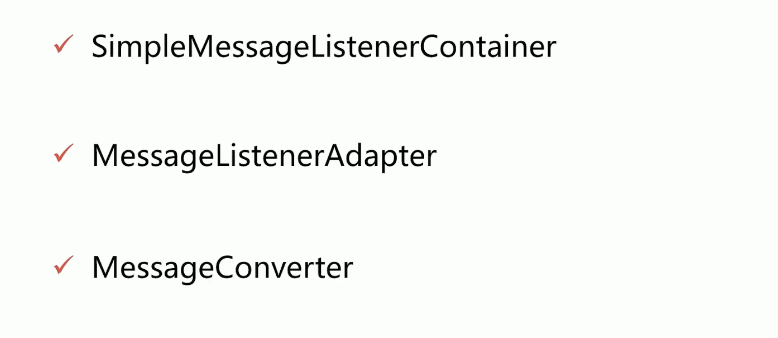 ✓ SimpleMessageListenerContainer
✓ MessageListenerAdapter
✓ MessageConverter